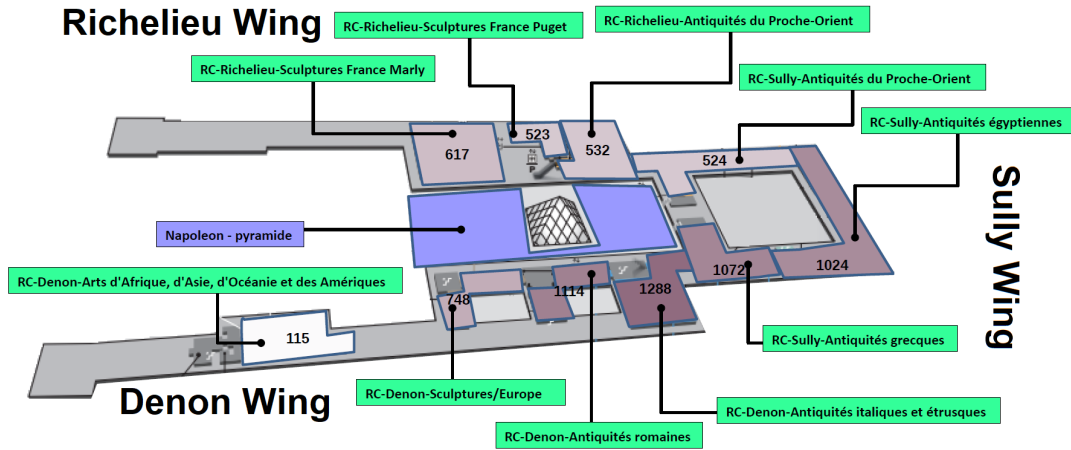 Richelieu Wing
RC-Richelieu-Sculptures France Puget
RC-Richelieu-Antiquités du Proche-Orient
RC-Richelieu-Sculptures France Marly
RC-Sully-Antiquités du Proche-Orient
RC-Sully-Antiquités égyptiennes
523
617
532
524
P
Sully Wing
Napoleon - pyramide
1072
1024
RC-Denon-Arts d'Afrique, d'Asie, d'Océanie et des Amériques
748
1114
1288
115
RC-Sully-Antiquités grecques
Denon Wing
RC-Denon-Sculptures/Europe
RC-Denon-Antiquités italiques et étrusques
RC-Denon-Antiquités romaines